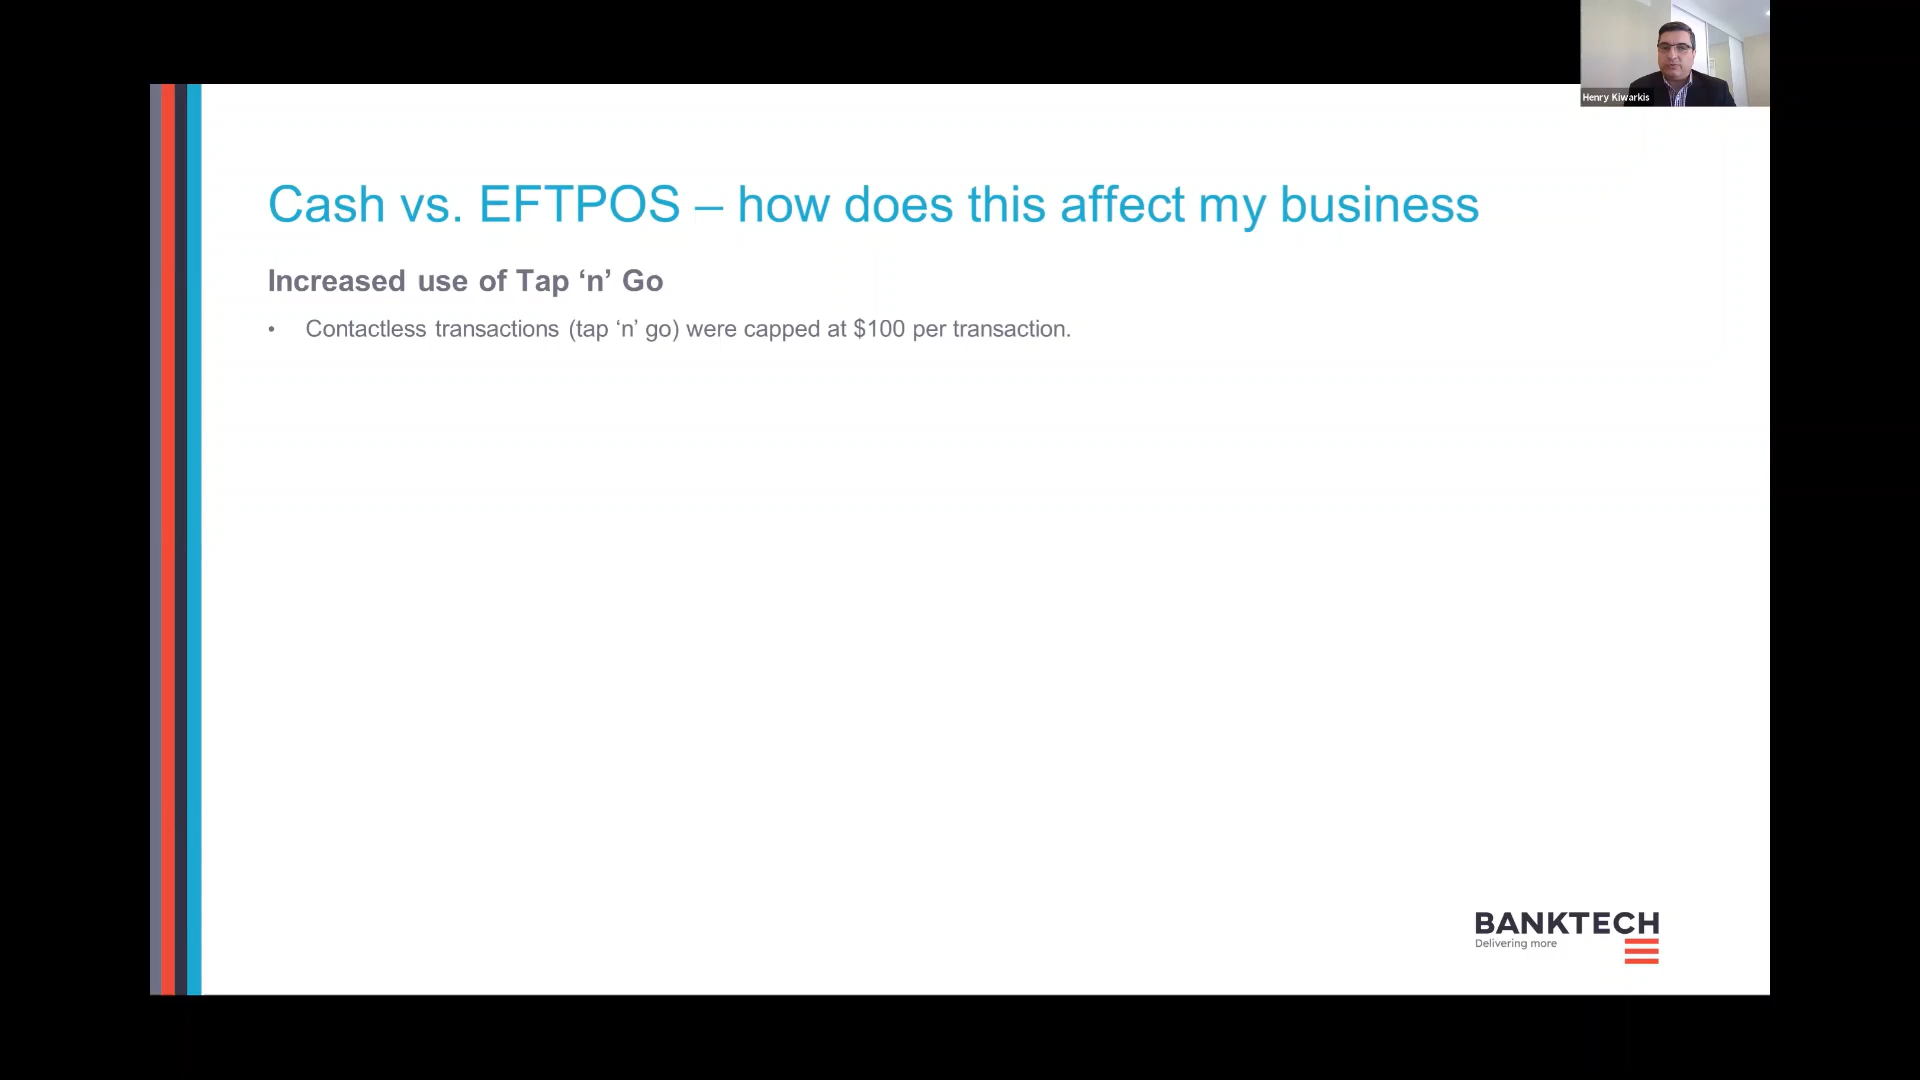 Henry Kiwarkis
Cash vs. EFTPOS – how does this affect my business
Increased use of Tap ‘n’ Go
• Contactless transactions (tap ‘n’ go) were capped at $100 per transaction.
BANKTECH
Delivering more